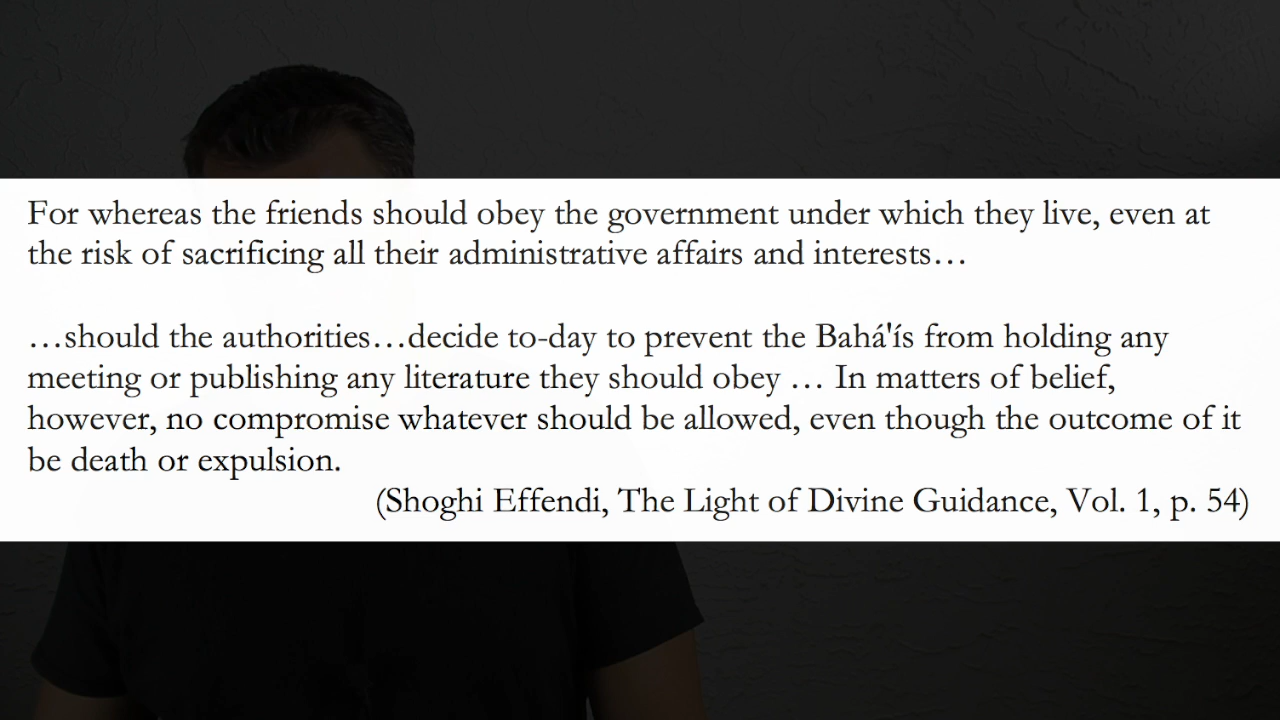 For whereas the friends should obey the government under which they live, even at
the risk of sacrificing all their administrative affairs and interests…
…should the authorities…decide to-day to prevent the Bahá'ís from holding any
meeting or publishing any literature they should obey … In matters of belief,
however, no compromise whatever should be allowed, even though the outcome of it
be death or expulsion.
(Shoghi Effendi, The Light of Divine Guidance, Vol. 1, p. 54)